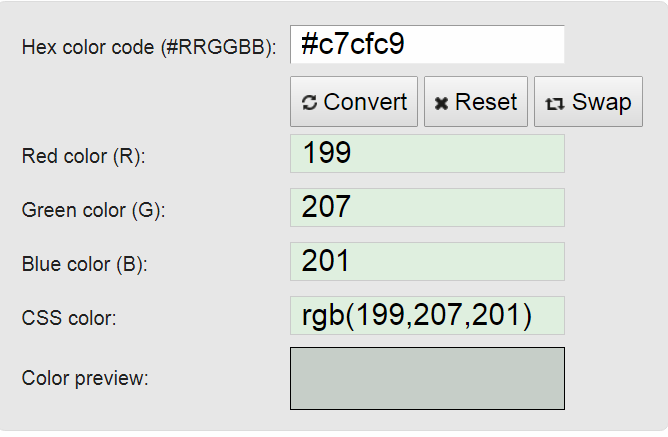 Hex color code (#RRGGBB): #c7cfc9
Convert Reset Swap
Red color (R): 199
Green color (G): 207
Blue color (B): 201
CSS color: rgb(199,207,201)
Color preview: